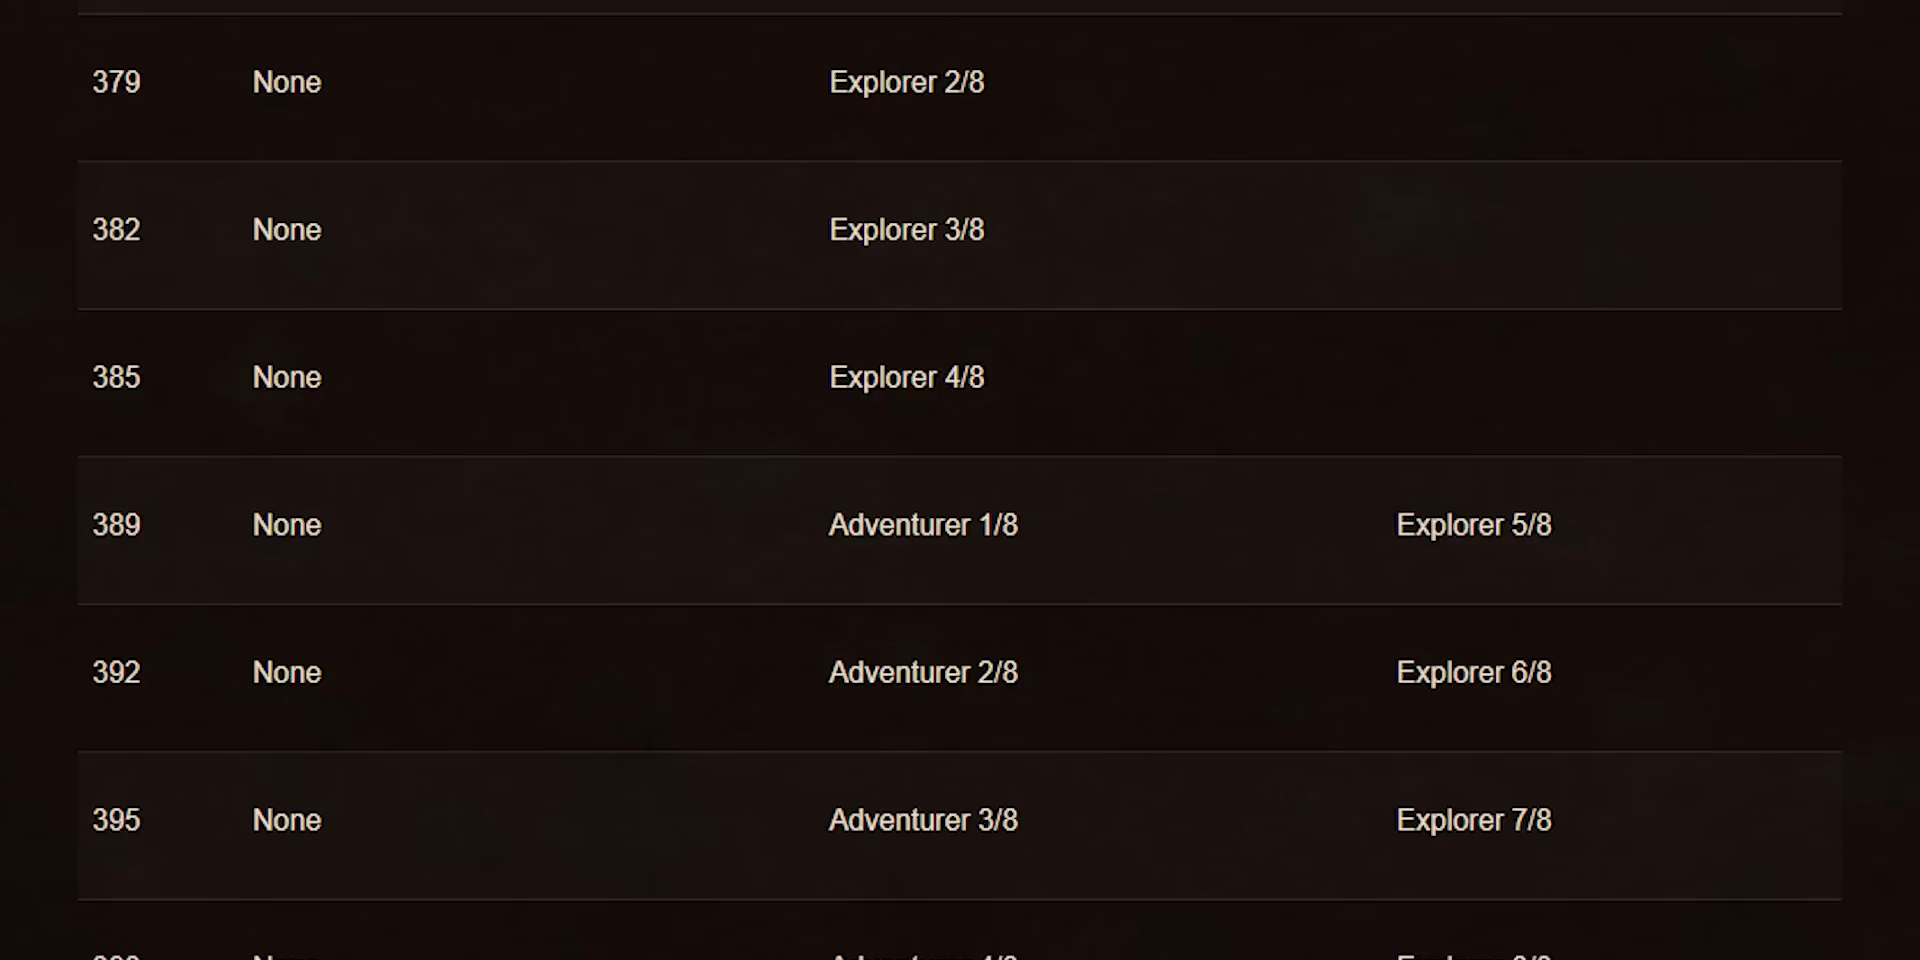 379 None Explorer 2/8
382 None Explorer 3/8
385 None Explorer 4/8
389 None Adventurer 1/8 Explorer 5/8
392 None Adventurer 2/8 Explorer 6/8
395 None Adventurer 3/8 Explorer 7/8